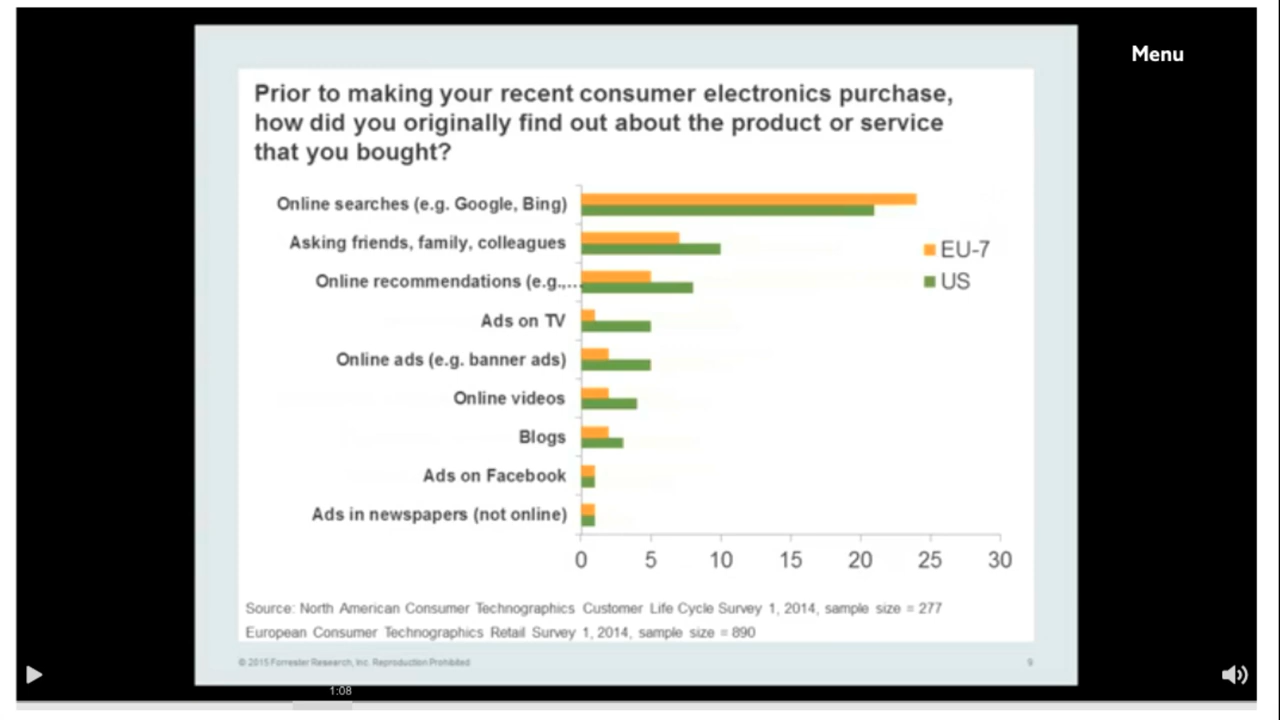 Menu
Prior to making your recent consumer electronics purchase,
how did you originally find out about the product or service
that you bought?
Online searches (e.g. Google, Bing)
Asking friends, family, colleagues
Online recommendations (e.g.,...
Ads on TV
Online ads (e.g. banner ads)
Online videos
Blogs
Ads on Facebook
Ads in newspapers (not online)
EU-7
US
0 5 10 15 20 25 30
Source: North American Consumer Technographics Customer Life Cycle Survey 1, 2014, sample size = 277
European Consumer Technographics Retail Survey 1, 2014, sample size = 890
© 2015 Forrester Research, Inc. Reproduction Prohibited
9
1:08